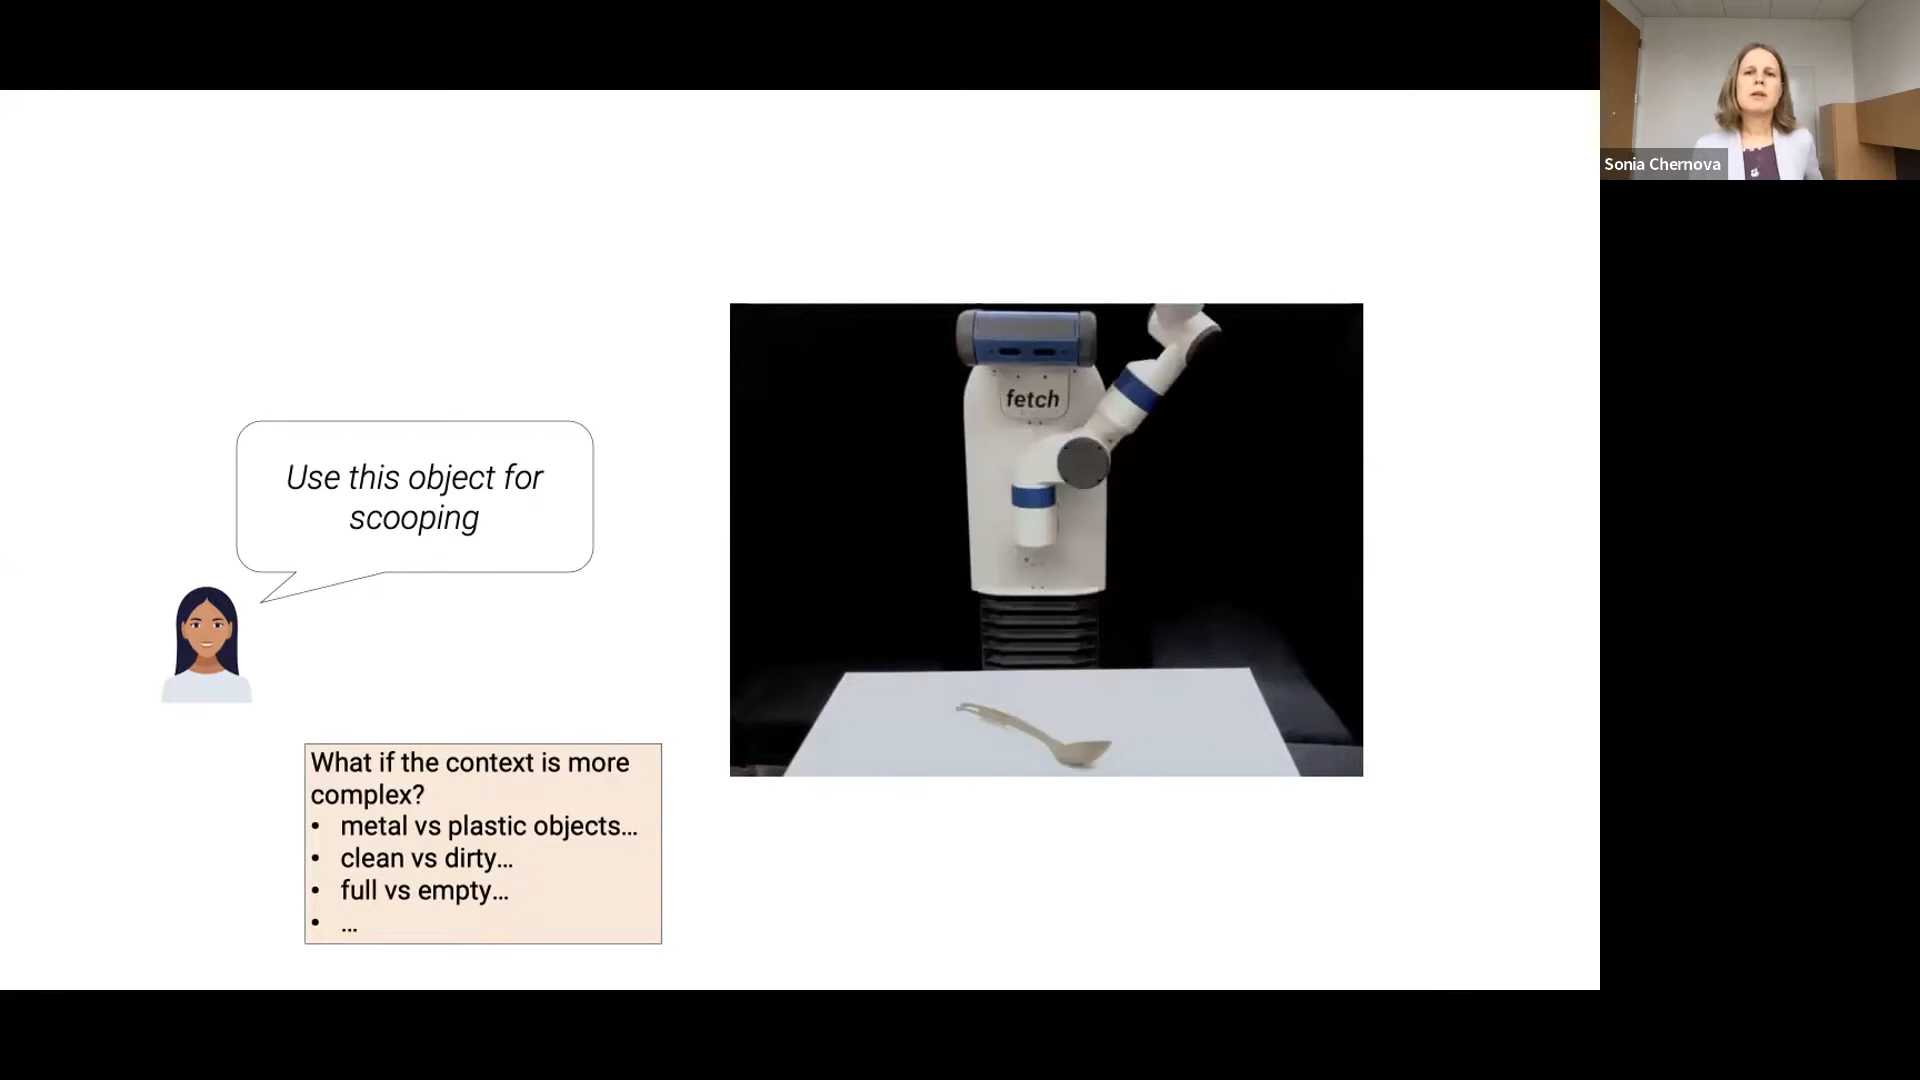 Sonia Chernova
fetch
Use this object for
scooping
What if the context is more
complex?
• metal vs plastic objects...
• clean vs dirty...
• full vs empty...
• ...